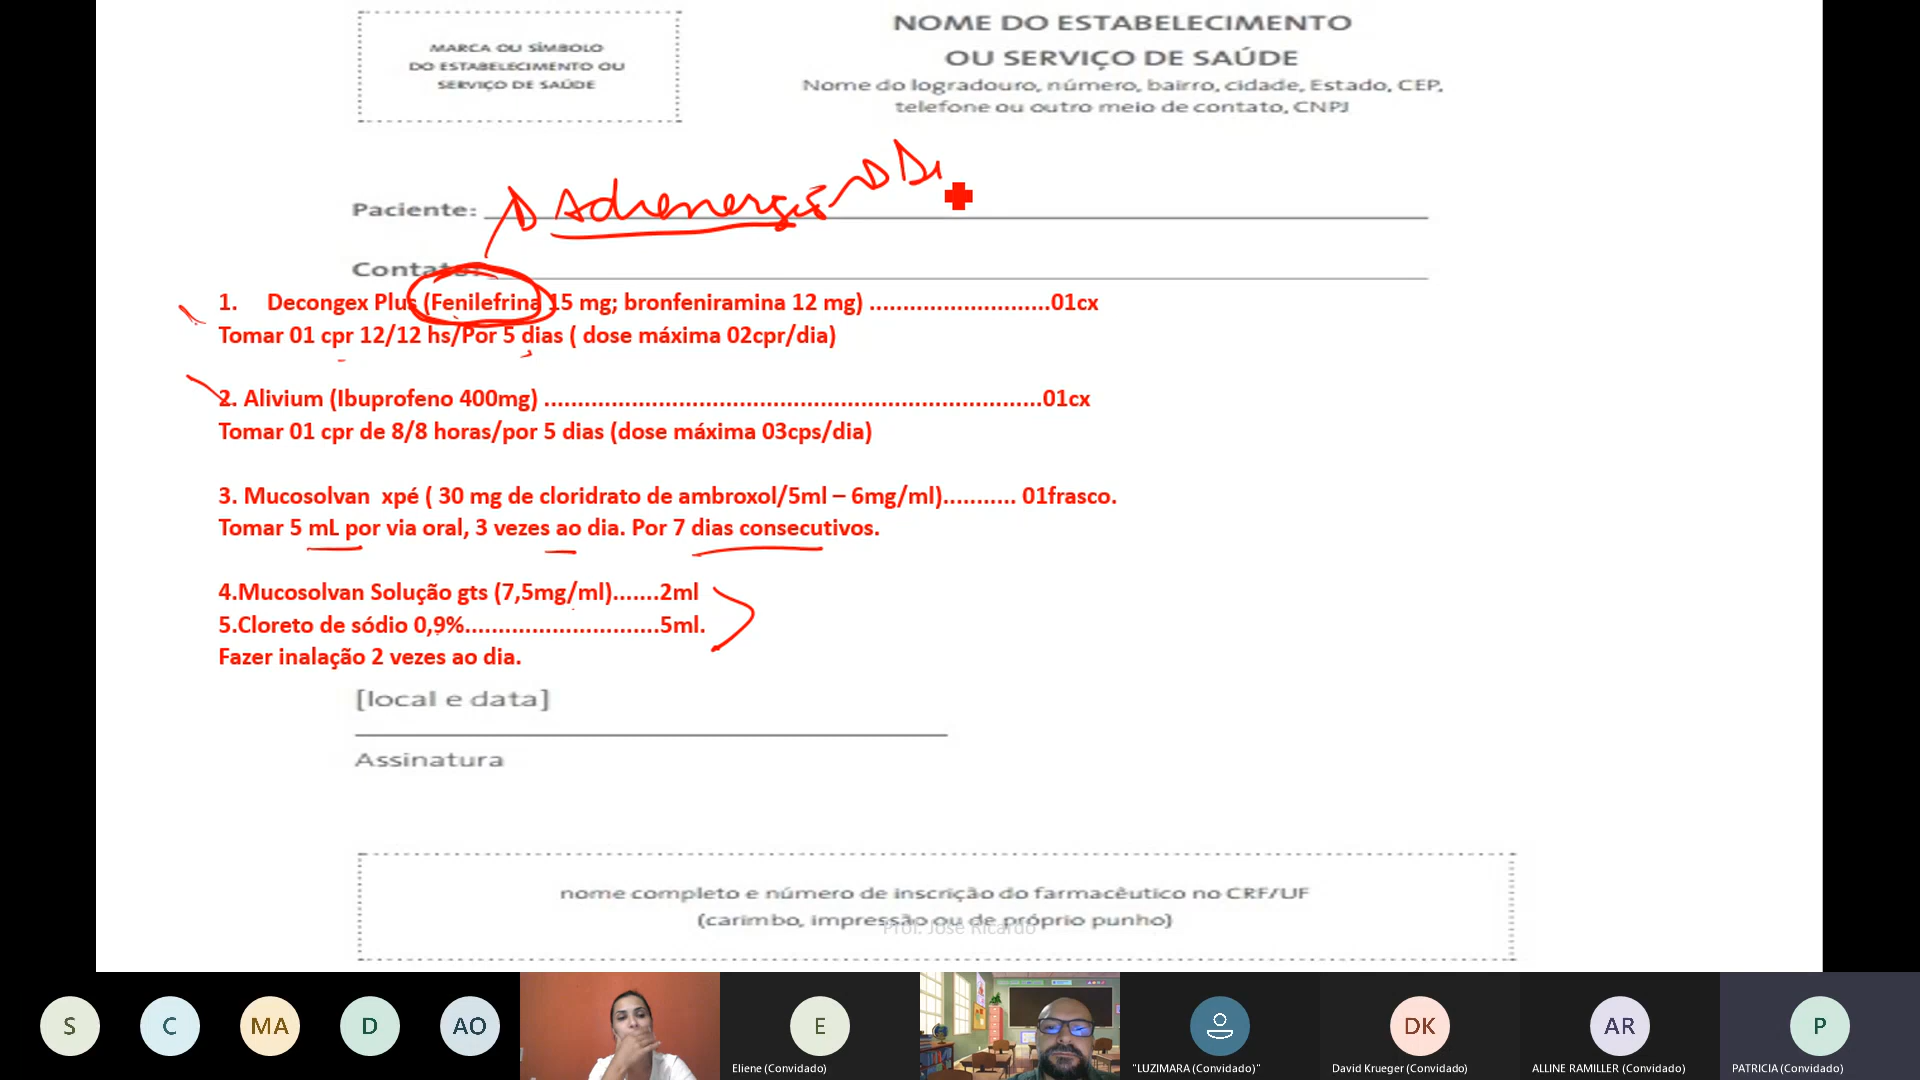 MARCA OU SÍMBOLO
DO ESTABELECIMENTO OU
SERVIÇO DE SAÚDE
NOME DO ESTABELECIMENTO
OU SERVIÇO DE SAÚDE
Nome do logradouro, número, bairro, cidade, Estado, CEP,
telefone ou outro meio de contato, CNPJ
Paciente:
Contato:
1. Decongex Plus (Fenilefrina 15 mg; bronfeniramina 12 mg) ...........................01cx
Tomar 01 cpr 12/12 hs/Por 5 dias ( dose máxima 02cpr/dia)
2. Alivium (Ibuprofeno 400mg) ..........................................................................01cx
Tomar 01 cpr de 8/8 horas/por 5 dias (dose máxima 03cps/dia)
3. Mucosolvan xpé ( 30 mg de cloridrato de ambroxol/5ml – 6mg/ml)........... 01frasco.
Tomar 5 mL por via oral, 3 vezes ao dia. Por 7 dias consecutivos.
4.Mucosolvan Solução gts (7,5mg/ml).......2ml
5.Cloreto de sódio 0,9%.............................5ml.
Fazer inalação 2 vezes ao dia.
[local e data]
Assinatura
nome completo e número de inscrição do farmacêutico no CRF/UF
(carimbo, impressão ou de próprio punho)
Prof. José Ricardo
S
C
MA
D
AO
E
Eliene (Convidado)
"LUZIMARA (Convidado)"
DK
David Krueger (Convidado)
AR
ALLINE RAMILLER (Convidado)
P
PATRICIA (Convidado)